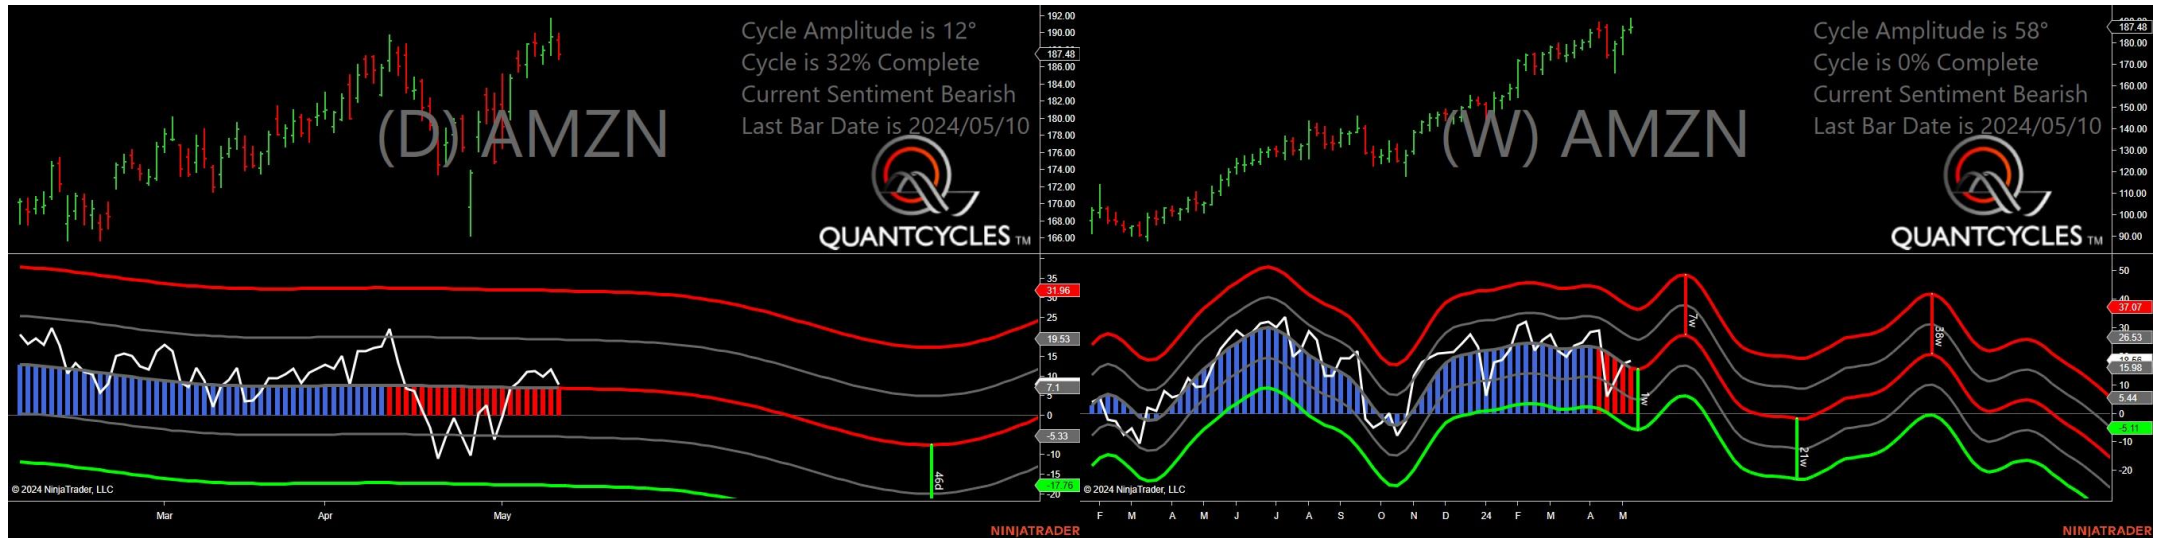 Cycle Amplitude is 12°
Cycle is 32% Complete
Current Sentiment Bearish
Last Bar Date is 2024/05/10
(D) AMZN
QUANTCYCLES TM
192.00
190.00
187.48
186.00
184.00
182.00
180.00
178.00
176.00
174.00
172.00
170.00
168.00
166.00
35
31.96
30
25
19.53
15
10
7.1
5
0
-5.33
-10
-15
-17.76
-20
46d
© 2024 NinjaTrader, LLC
Mar
Apr
May
NINJATRADER
Cycle Amplitude is 58°
Cycle is 0% Complete
Current Sentiment Bearish
Last Bar Date is 2024/05/10
(W) AMZN
QUANTCYCLES TM
187.48
180.00
170.00
160.00
150.00
140.00
130.00
120.00
110.00
100.00
90.00
50
40
37.07
30
26.53
18.56
15.98
10
5.44
0
-5.11
-10
-20
1w
7w
21w
38w
© 2024 NinjaTrader, LLC
F M A M J J A S O N D 24 F M A M
NINJATRADER